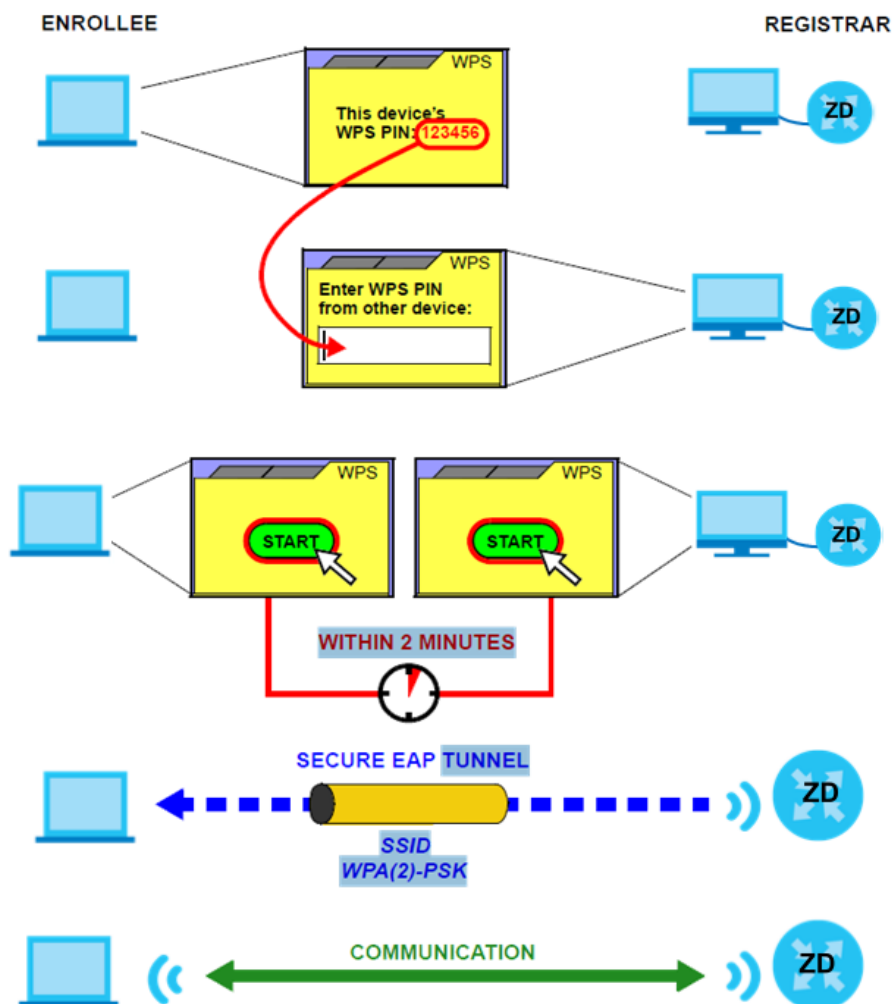 ENROLLEE
REGISTRAR
WPS
This device's
WPS PIN: 123456
ZD
WPS
Enter WPS PIN
from other device:
ZD
WPS
START
WPS
START
ZD
WITHIN 2 MINUTES
SECURE EAP TUNNEL
SSID
WPA(2)-PSK
ZD
COMMUNICATION
ZD